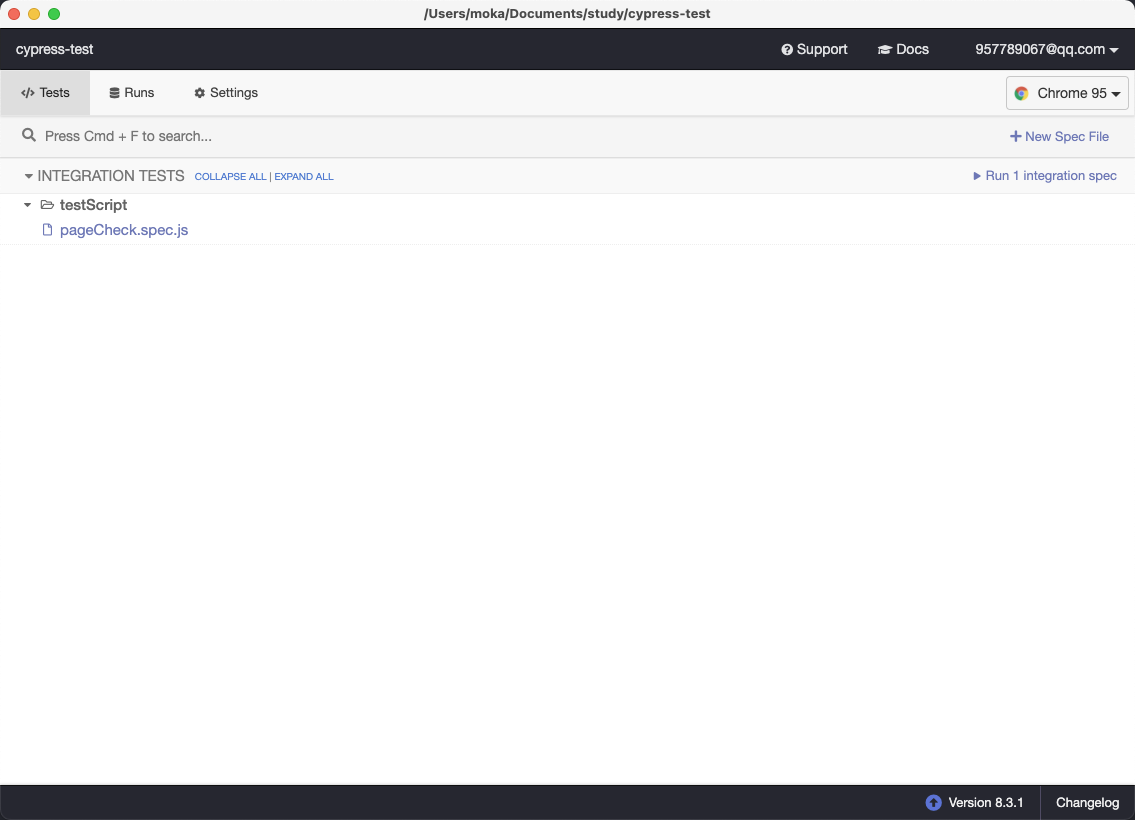 /Users/moka/Documents/study/cypress-test
cypress-test Support Docs 957789067@qq.com
Tests Runs Settings Chrome 95
Press Cmd + F to search... New Spec File
INTEGRATION TESTS COLLAPSE ALL | EXPAND ALL Run 1 integration spec
testScript
pageCheck.spec.js
Version 8.3.1 Changelog